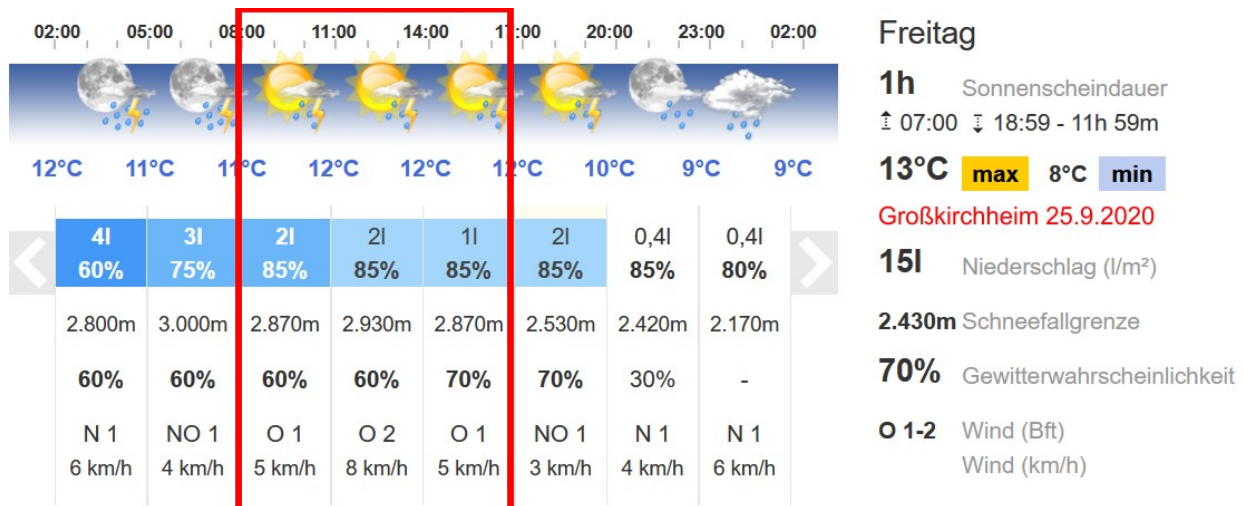 02:00 05:00 08:00 11:00 14:00 17:00 20:00 23:00 02:00
12°C 11°C 11°C 12°C 12°C 12°C 10°C 9°C 9°C
4l 3l 2l 2l 1l 2l 0,4l 0,4l
60% 75% 85% 85% 85% 85% 85% 80%
2.800m 3.000m 2.870m 2.930m 2.870m 2.530m 2.420m 2.170m
60% 60% 60% 60% 70% 70% 30% -
N 1 NO 1 O 1 O 2 O 1 NO 1 N 1 N 1
6 km/h 4 km/h 5 km/h 8 km/h 5 km/h 3 km/h 4 km/h 6 km/h
Freitag
1h Sonnenscheindauer
↥ 07:00 ↧ 18:59 - 11h 59m
13°C max 8°C min
Großkirchheim 25.9.2020
15l Niederschlag (l/m²)
2.430m Schneefallgrenze
70% Gewitterwahrscheinlichkeit
O 1-2 Wind (Bft)
Wind (km/h)